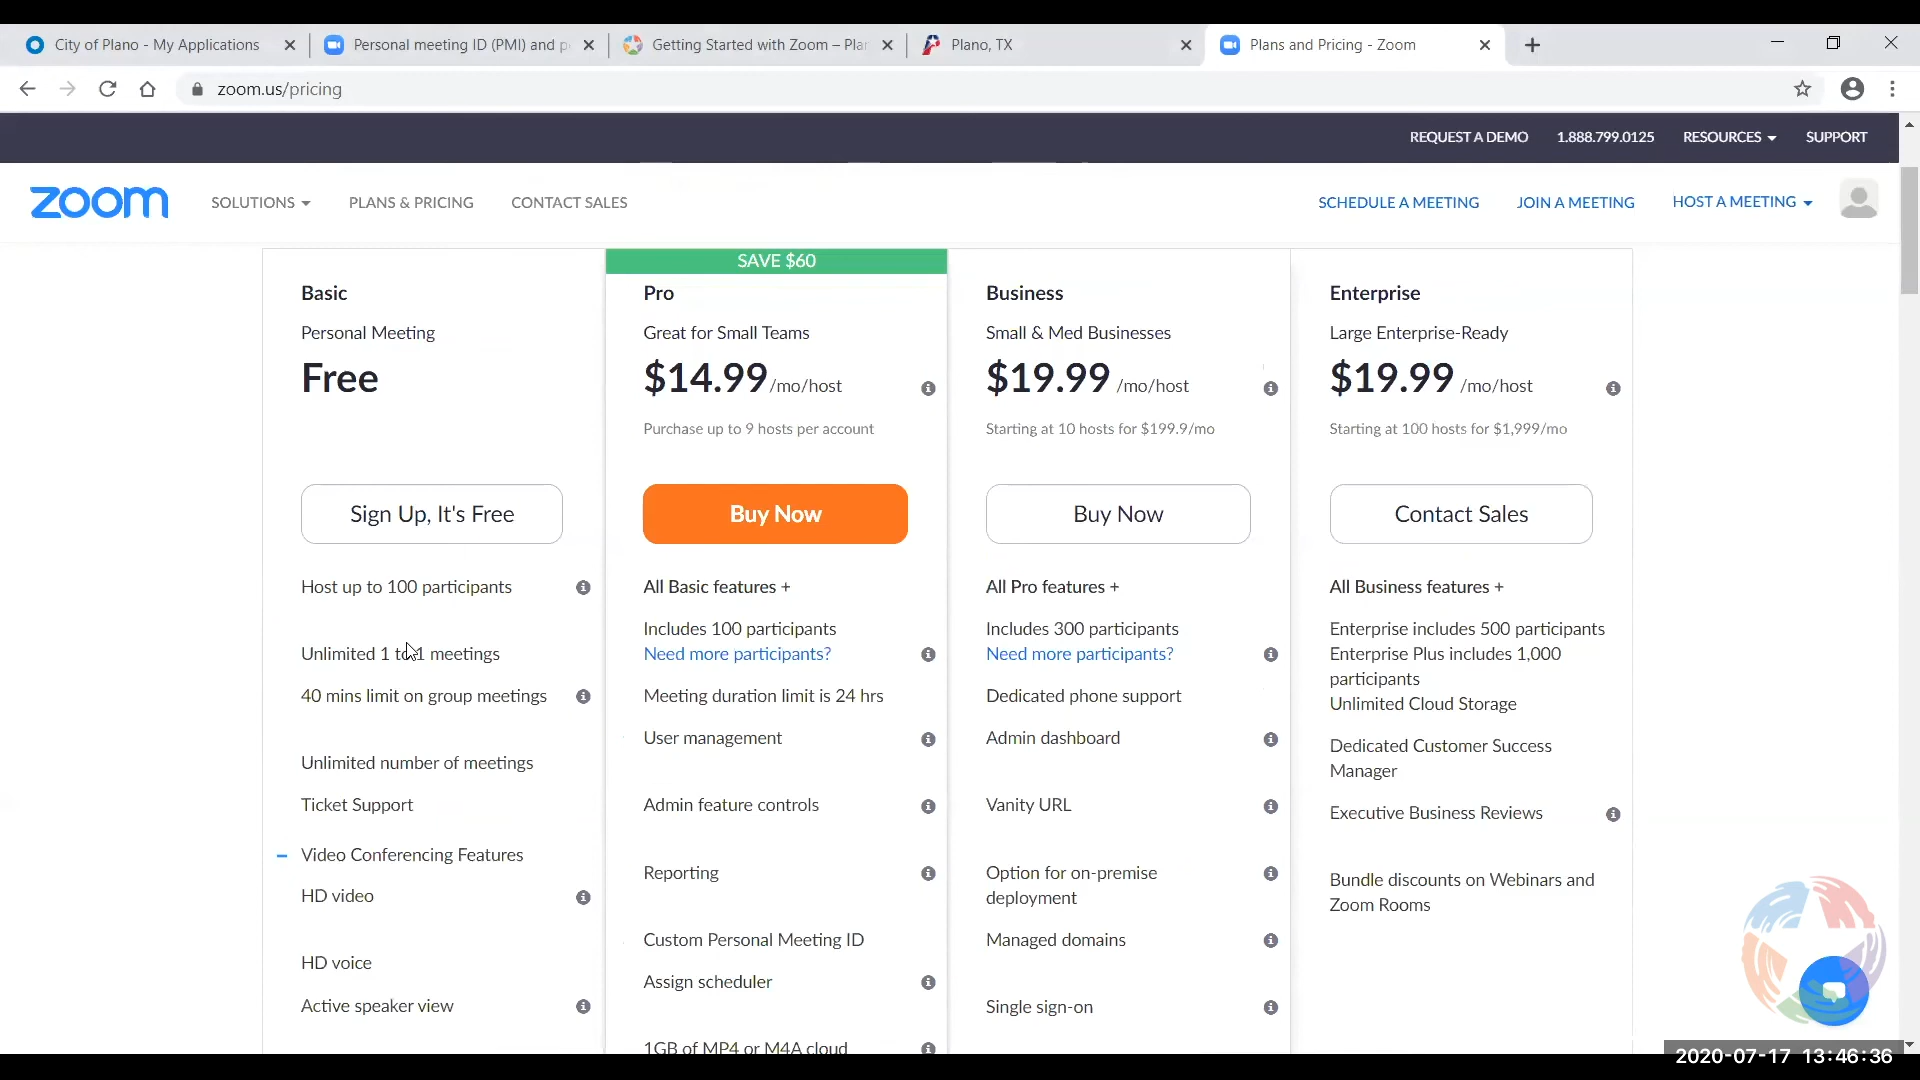 City of Plano - My Applications
Personal meeting ID (PMI) and p
Getting Started with Zoom – Plan
Plano, TX
Plans and Pricing - Zoom
zoom.us/pricing
REQUEST A DEMO
1.888.799.0125
RESOURCES
SUPPORT
zoom
SOLUTIONS
PLANS & PRICING
CONTACT SALES
SCHEDULE A MEETING
JOIN A MEETING
HOST A MEETING
Basic
Personal Meeting
Free
Sign Up, It's Free
Host up to 100 participants
Unlimited 1 to 1 meetings
40 mins limit on group meetings
Unlimited number of meetings
Ticket Support
Video Conferencing Features
HD video
HD voice
Active speaker view
SAVE $60
Pro
Great for Small Teams
$14.99 /mo/host
Purchase up to 9 hosts per account
Buy Now
All Basic features +
Includes 100 participants
Need more participants?
Meeting duration limit is 24 hrs
User management
Admin feature controls
Reporting
Custom Personal Meeting ID
Assign scheduler
1GB of MP4 or M4A cloud
Business
Small & Med Businesses
$19.99 /mo/host
Starting at 10 hosts for $199.9/mo
Buy Now
All Pro features +
Includes 300 participants
Need more participants?
Dedicated phone support
Admin dashboard
Vanity URL
Option for on-premise
deployment
Managed domains
Single sign-on
Enterprise
Large Enterprise-Ready
$19.99 /mo/host
Starting at 100 hosts for $1,999/mo
Contact Sales
All Business features +
Enterprise includes 500 participants
Enterprise Plus includes 1,000
participants
Unlimited Cloud Storage
Dedicated Customer Success
Manager
Executive Business Reviews
Bundle discounts on Webinars and
Zoom Rooms
2020-07-17 13:46:36